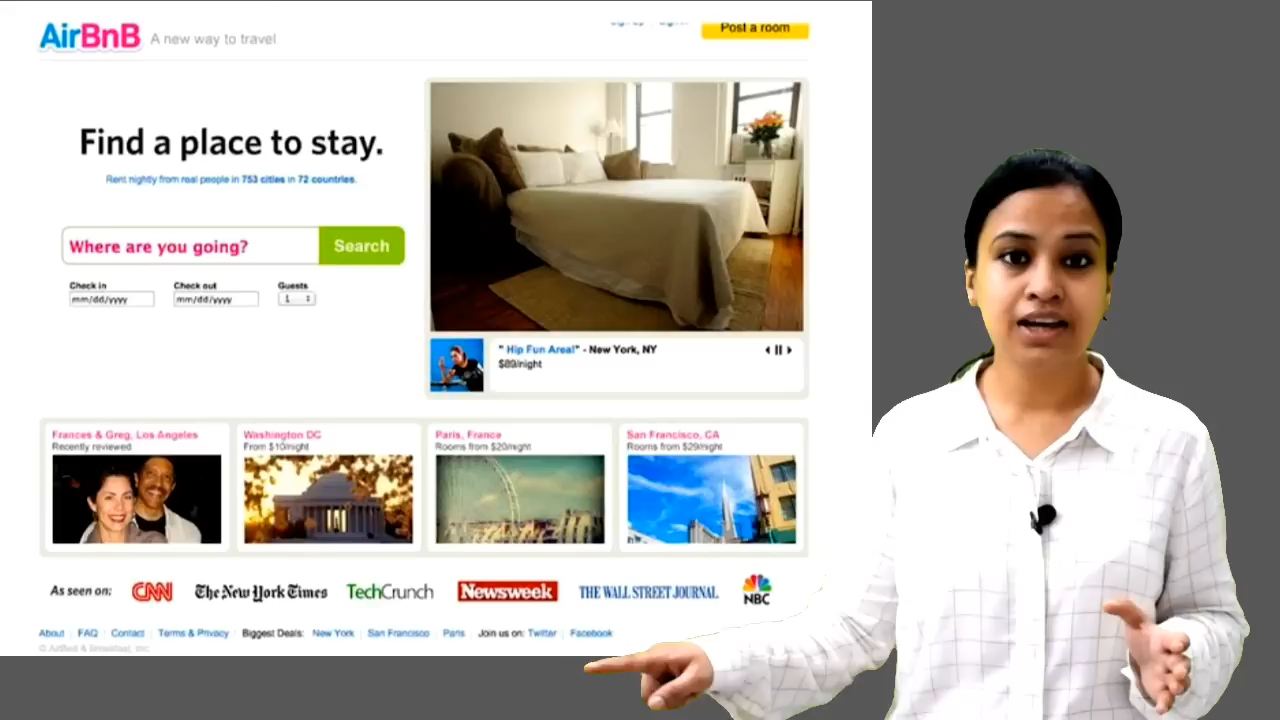 AirBnB A new way to travel
Post a room
Find a place to stay.
Rent nightly from real people in 753 cities in 72 countries.
Where are you going? Search
Check in Check out Guests
mm/dd/yyyy mm/dd/yyyy 1
" Hip Fun Area!" - New York, NY
$89/night
Frances & Greg, Los Angeles
Recently reviewed
Washington DC
From $10/night
Paris, France
Rooms from $20/night
San Francisco, CA
Rooms from $29/night
As seen on: CNN The New York Times TechCrunch Newsweek THE WALL STREET JOURNAL. NBC
About FAQ Contact Terms & Privacy Biggest Deals: New York San Francisco Paris Join us on: Twitter Facebook